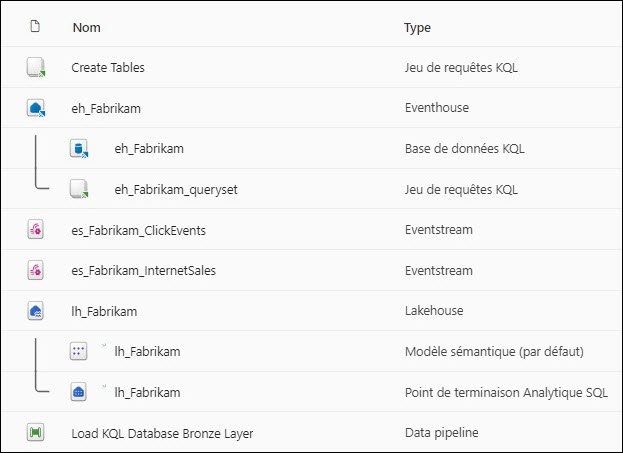 Nom Type
Create Tables Jeu de requêtes KQL
eh_Fabrikam Eventhouse
eh_Fabrikam Base de données KQL
eh_Fabrikam_queryset Jeu de requêtes KQL
es_Fabrikam_ClickEvents Eventstream
es_Fabrikam_InternetSales Eventstream
lh_Fabrikam Lakehouse
lh_Fabrikam Modèle sémantique (par défaut)
lh_Fabrikam Point de terminaison Analytique SQL
Load KQL Database Bronze Layer Data pipeline